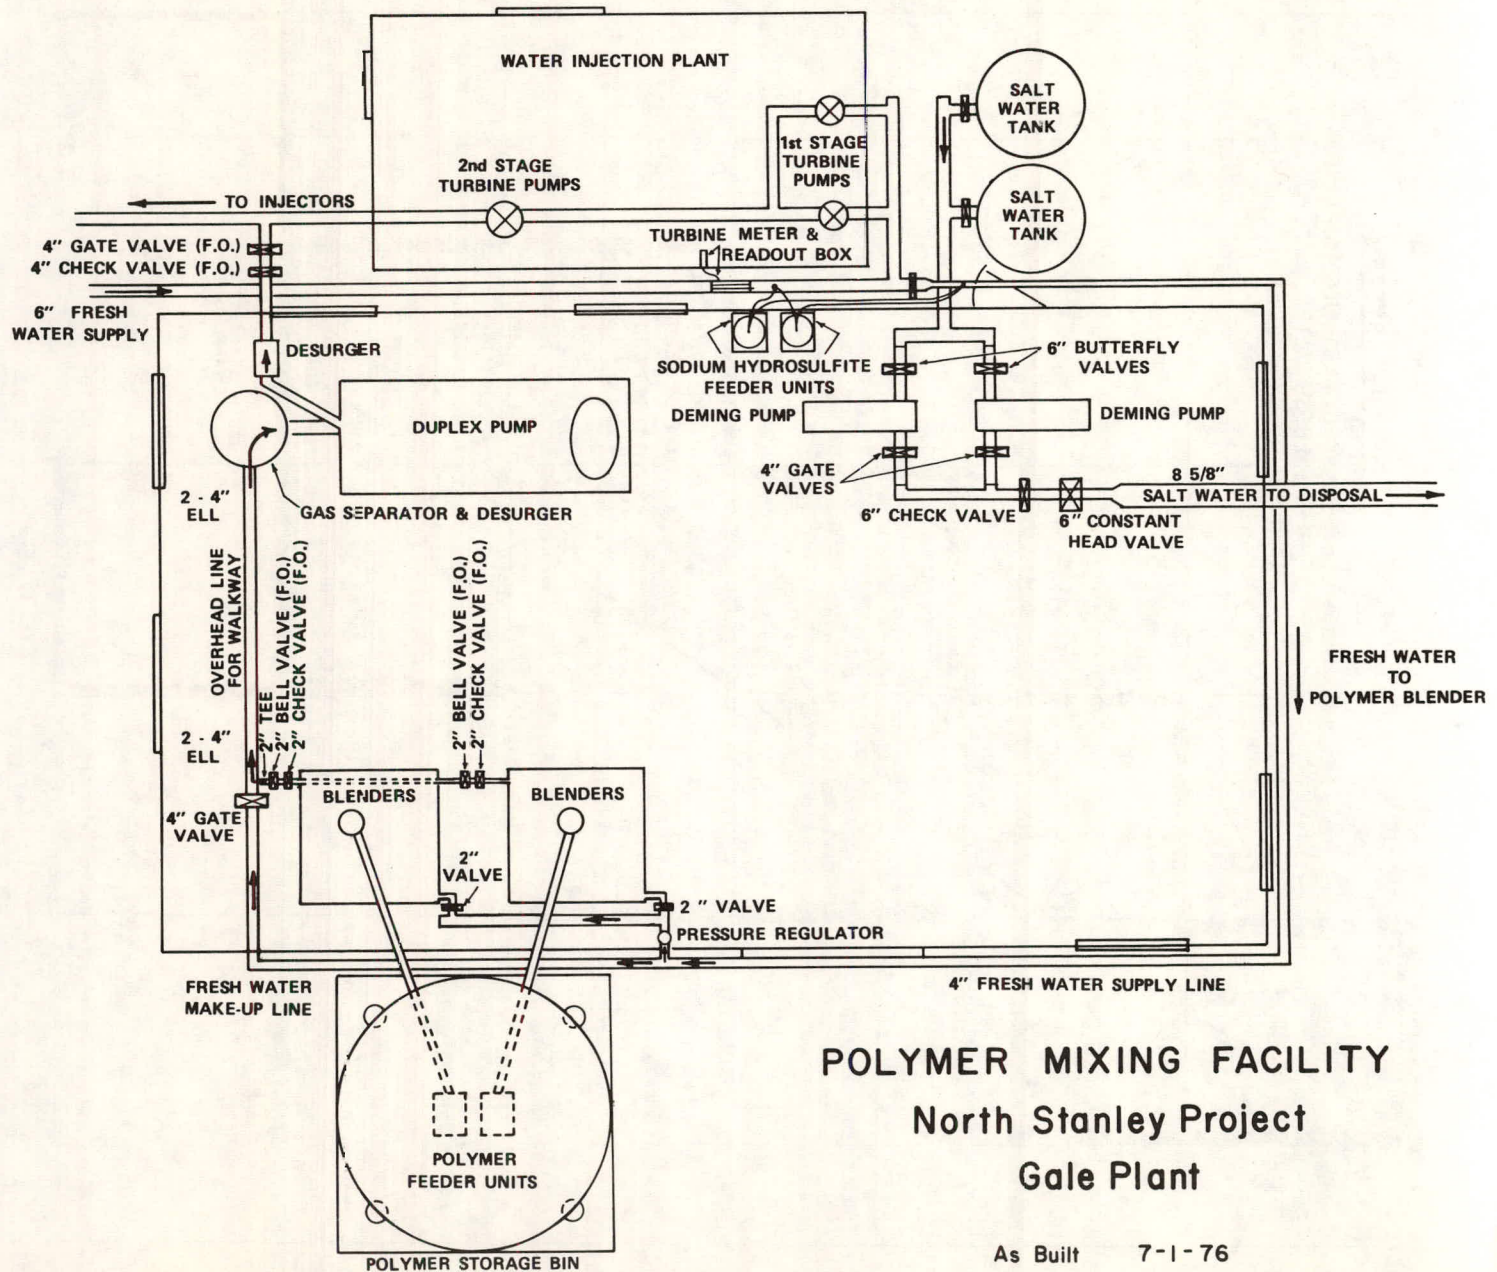 WATER INJECTION PLANT
SALT
WATER
TANK
1st STAGE
TURBINE
PUMPS
2nd STAGE
TURBINE PUMPS
SALT
WATER
TANK
TO INJECTORS
TURBINE METER &
READOUT BOX
4" GATE VALVE (F.O.)
4" CHECK VALVE (F.O.)
6" FRESH
WATER SUPPLY
DESURGER
SODIUM HYDROSULFITE
FEEDER UNITS
6" BUTTERFLY
VALVES
DEMING PUMP
DEMING PUMP
DUPLEX PUMP
4" GATE
VALVES
8 5/8"
SALT WATER TO DISPOSAL
2 - 4"
ELL
GAS SEPARATOR & DESURGER
6" CHECK VALVE
6" CONSTANT
HEAD VALVE
OVERHEAD LINE
FOR WALKWAY
2" TEE
2" BELL VALVE (F.O.)
2" CHECK VALVE (F.O.)
2" BELL VALVE (F.O.)
2" CHECK VALVE (F.O.)
FRESH WATER
TO
POLYMER BLENDER
2 - 4"
ELL
BLENDERS
BLENDERS
4" GATE
VALVE
2"
VALVE
2 " VALVE
PRESSURE REGULATOR
FRESH WATER
MAKE-UP LINE
4" FRESH WATER SUPPLY LINE
POLYMER
FEEDER UNITS
POLYMER STORAGE BIN
POLYMER MIXING FACILITY
North Stanley Project
Gale Plant
As Built 7-1-76